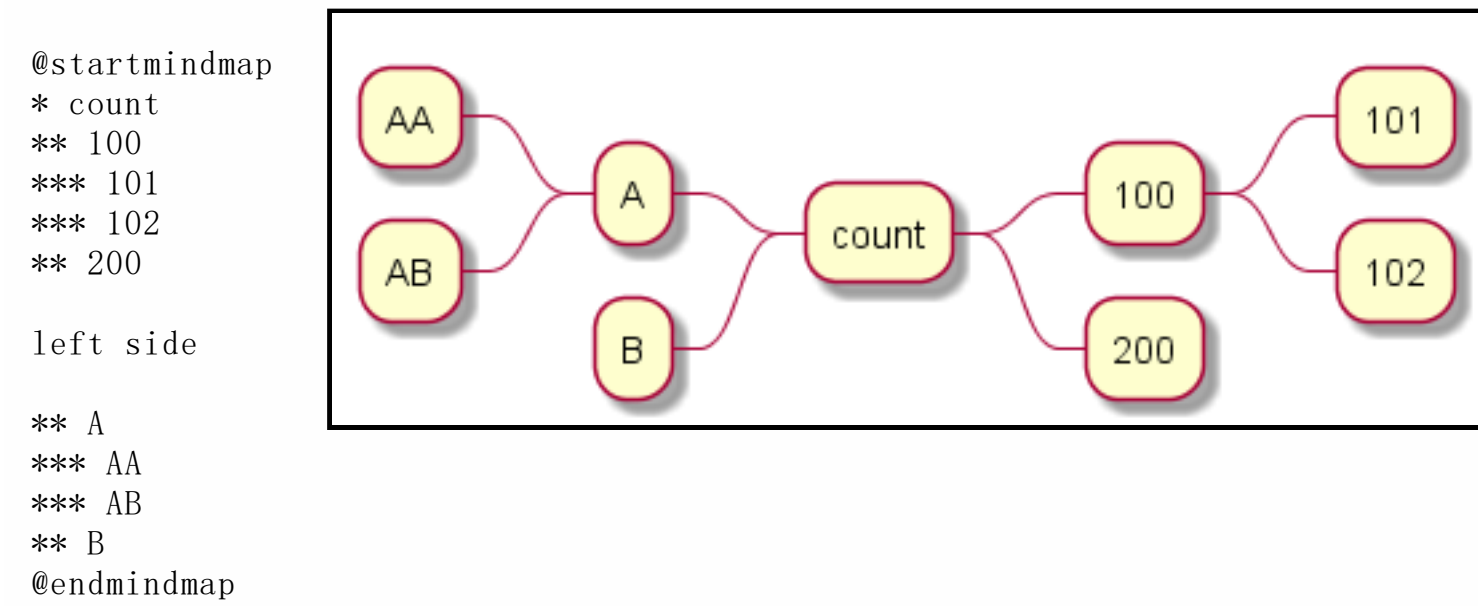 @startmindmap
* count
** 100
*** 101
*** 102
** 200
left side
** A
*** AA
*** AB
** B
@endmindmap
AA
AB
A
B
count
100
200
101
102